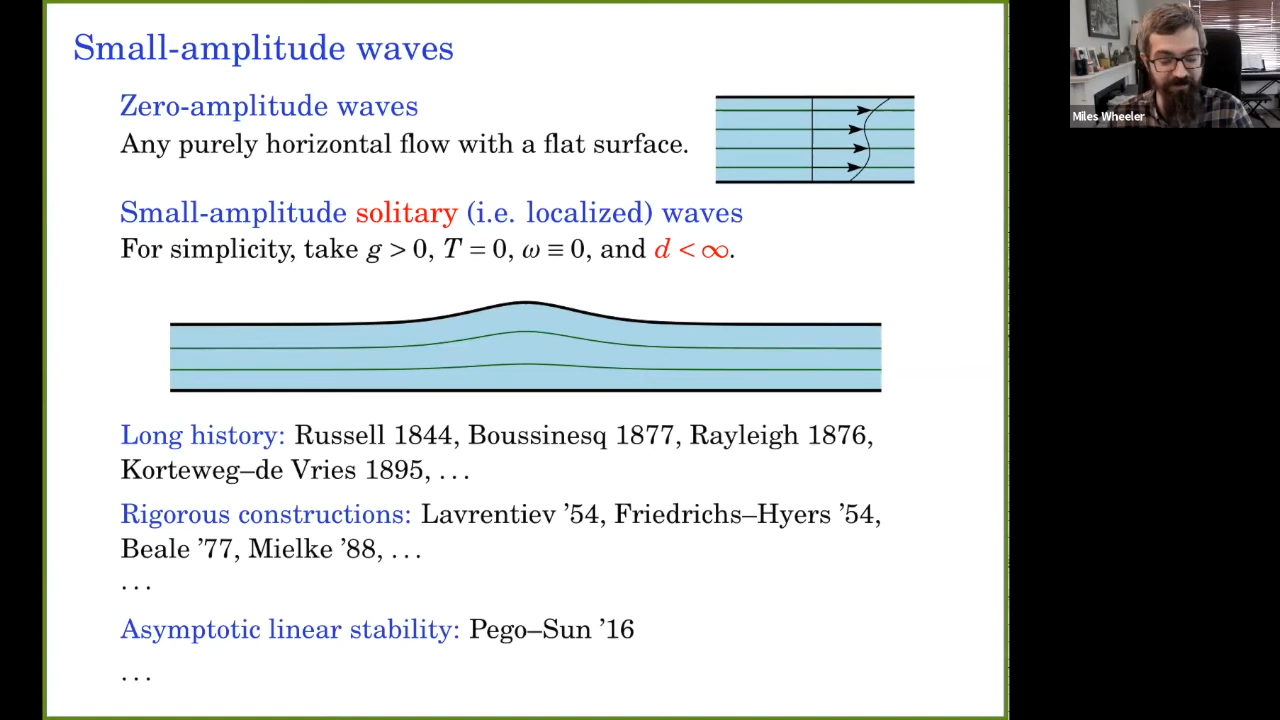 Small-amplitude waves
Zero-amplitude waves
Any purely horizontal flow with a flat surface.
Small-amplitude solitary (i.e. localized) waves
For simplicity, take g > 0, T = 0, ω ≡ 0, and d < ∞.
Long history: Russell 1844, Boussinesq 1877, Rayleigh 1876,
Korteweg–de Vries 1895, ...
Rigorous constructions: Lavrentiev ’54, Friedrichs–Hyers ’54,
Beale ’77, Mielke ’88, ...
...
Asymptotic linear stability: Pego–Sun ’16
...
Miles Wheeler